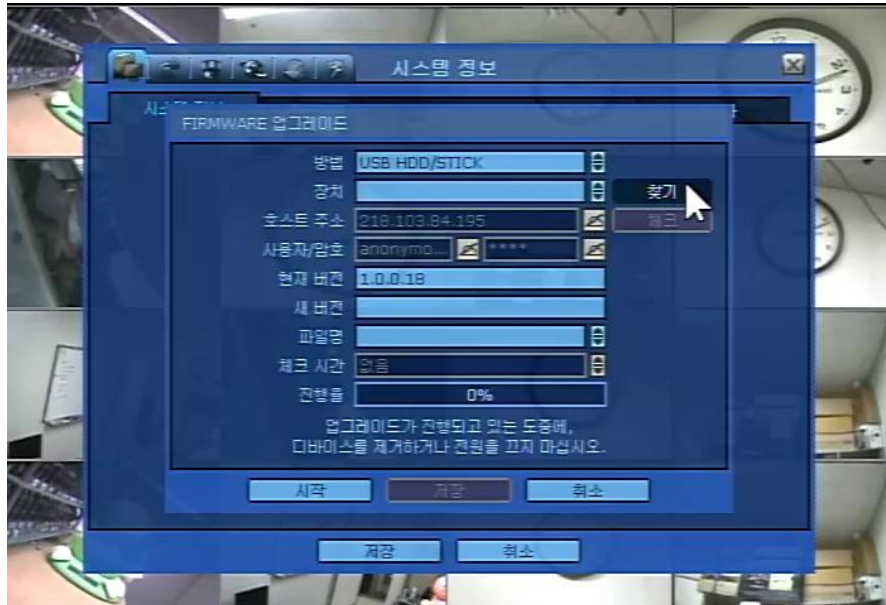 시스템 정보
FIRMWARE 업그레이드
방법 USB HDD/STICK
장치 찾기
호스트 주소 218.103.84.195 체크
사용자/암호 anonymo... ****
현재 버전 1.0.0.18
새 버전
파일명
체크 시간 없음
진행율 0%
업그레이드가 진행되고 있는 도중에,
디바이스를 제거하거나 전원을 끄지 마십시오.
시작 저장 취소
저장 취소